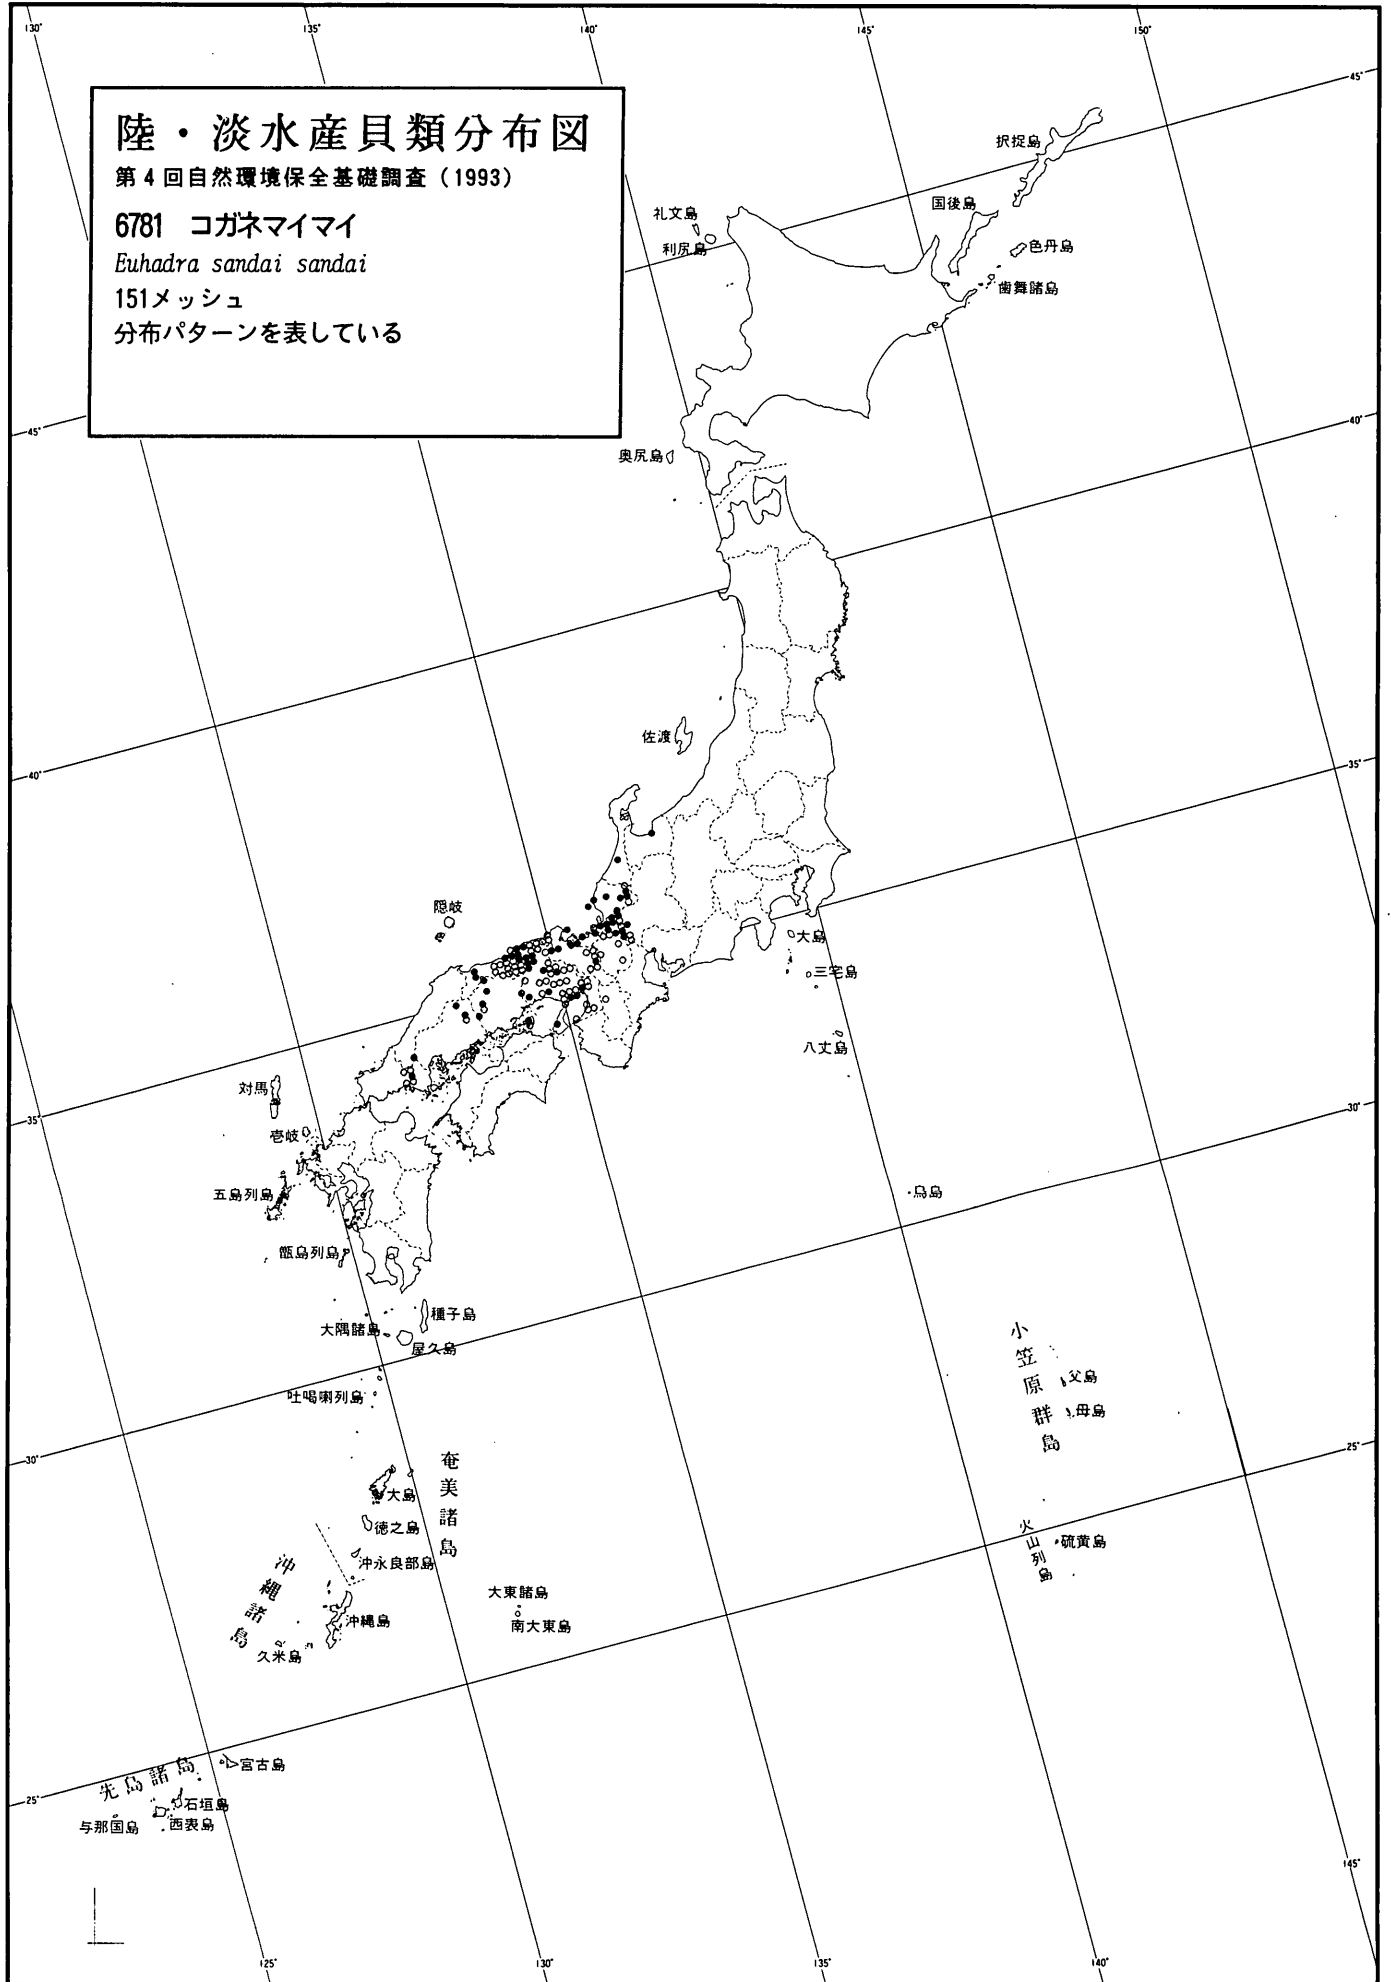 陸・淡水産貝類分布図
第4回自然環境保全基礎調査（1993）
6781 コガネマイマイ
Euhadra sandai sandai
151メッシュ
分布パターンを表している
130°
135°
140°
145°
150°
45°
択捉島
国後島
色丹島
歯舞諸島
礼文島
利尻島
45°
40°
奥尻島
佐渡
40°
35°
隠岐
大島
三宅島
八丈島
対馬
壱岐
35°
30°
五島列島
甑島列島
鳥島
種子島
大隅諸島
屋久島
吐喝喇列島
小笠原群島
父島
母島
30°
25°
奄美諸島
大島
徳之島
沖永良部島
火山列島
硫黄島
沖縄諸島
沖縄島
久米島
大東諸島
南大東島
先島諸島
宮古島
石垣島
西表島
与那国島
25°
145°
125°
130°
135°
140°